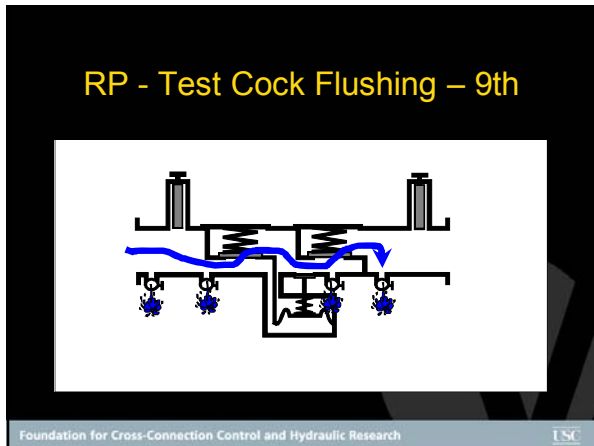 RP - Test Cock Flushing – 9th
Foundation for Cross-Connection Control and Hydraulic Research
USC